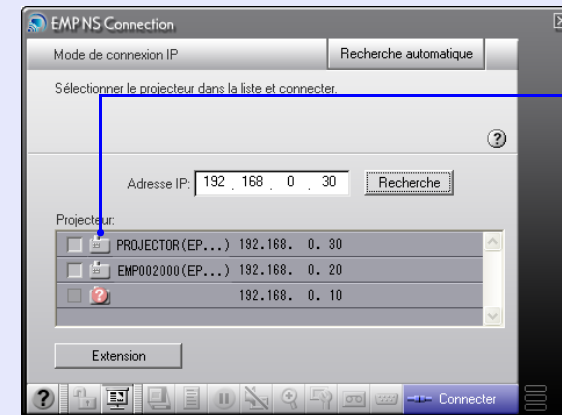 EMP NS Connection
Mode de connexion IP
Recherche automatique
Sélectionner le projecteur dans la liste et connecter.
Adresse IP: 192 . 168 . 0 . 30 Recherche
Projecteur:
PROJECTOR(EP...) 192.168. 0. 30
EMP002000(EP...) 192.168. 0. 20
192.168. 0. 10
Extension
Connecter